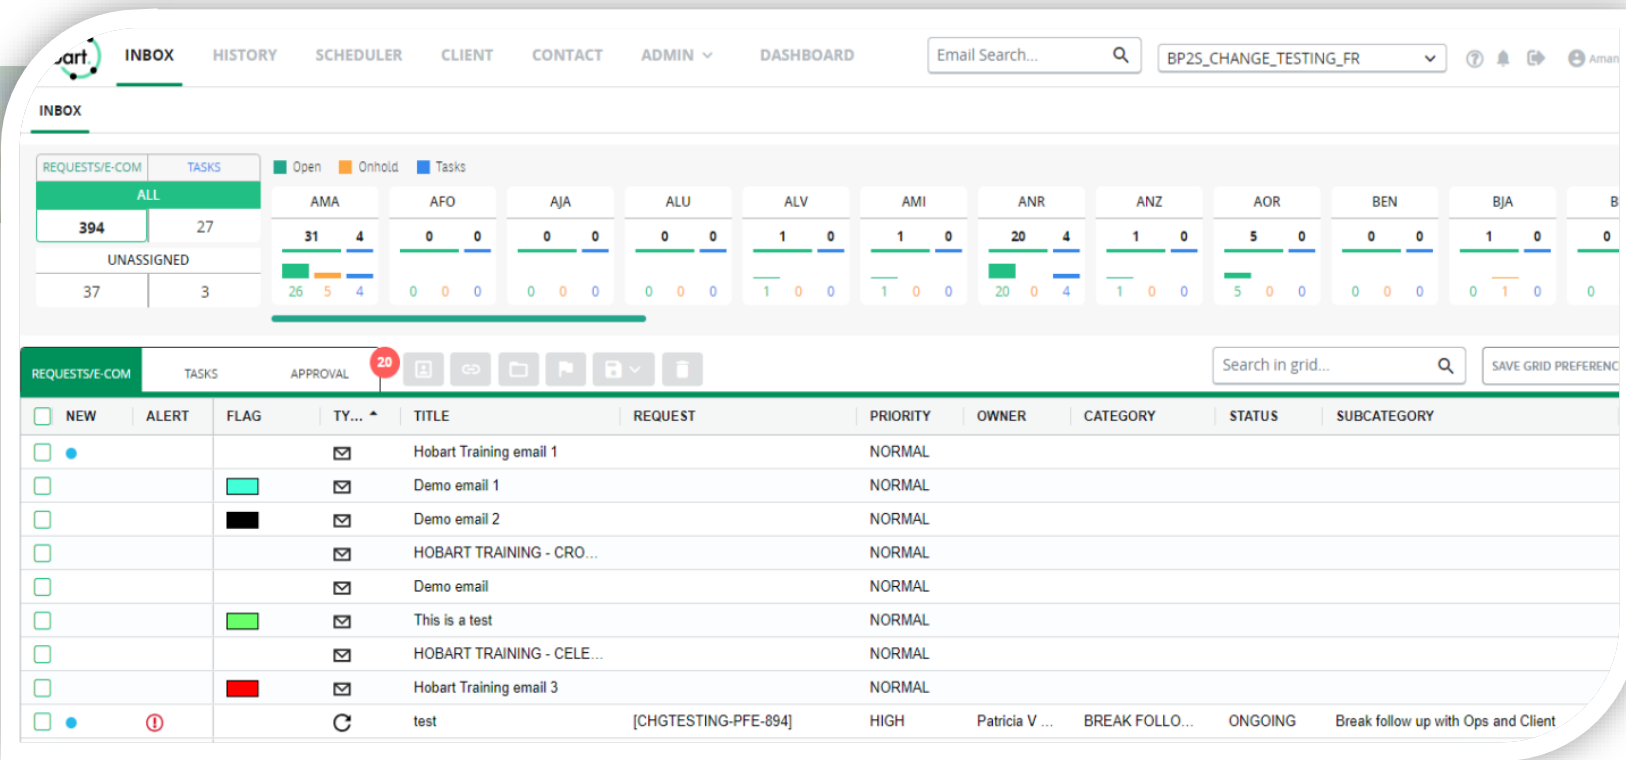 art.
INBOX HISTORY SCHEDULER CLIENT CONTACT ADMIN DASHBOARD Email Search... BP2S_CHANGE_TESTING_FR Aman
INBOX
REQUESTS/E-COM TASKS Open Onhold Tasks
ALL
394 27
UNASSIGNED
37 3
AMA AFO AJA ALU ALV AMI ANR ANZ AOR BEN BJA B
31 4 0 0 0 0 0 0 1 0 1 0 20 4 1 0 5 0 0 0 1 0 0
26 5 4 0 0 0 0 0 0 0 0 0 1 0 0 1 0 0 20 0 4 1 0 0 5 0 0 0 0 0 0 1 0 0
REQUESTS/E-COM TASKS APPROVAL 20 Search in grid... SAVE GRID PREFERENC
NEW ALERT FLAG TY... TITLE REQUEST PRIORITY OWNER CATEGORY STATUS SUBCATEGORY
Hobart Training email 1 NORMAL
Demo email 1 NORMAL
Demo email 2 NORMAL
HOBART TRAINING - CRO... NORMAL
Demo email NORMAL
This is a test NORMAL
HOBART TRAINING - CELE... NORMAL
Hobart Training email 3 NORMAL
test [CHGTESTING-PFE-894] HIGH Patricia V ... BREAK FOLLO... ONGOING Break follow up with Ops and Client